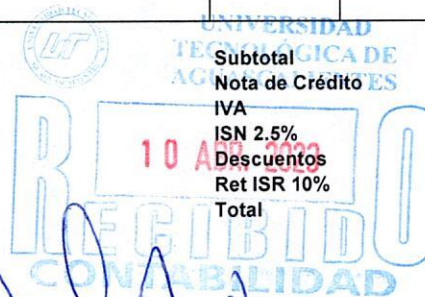 UNIVERSIDAD
TECNOLÓGICA DE
AGUASCALIENTES
UT
Subtotal
Nota de Crédito
IVA
ISN 2.5%
Descuentos
Ret ISR 10%
Total
10 ABR. 2023
RECIBIDO
CONTABILIDAD